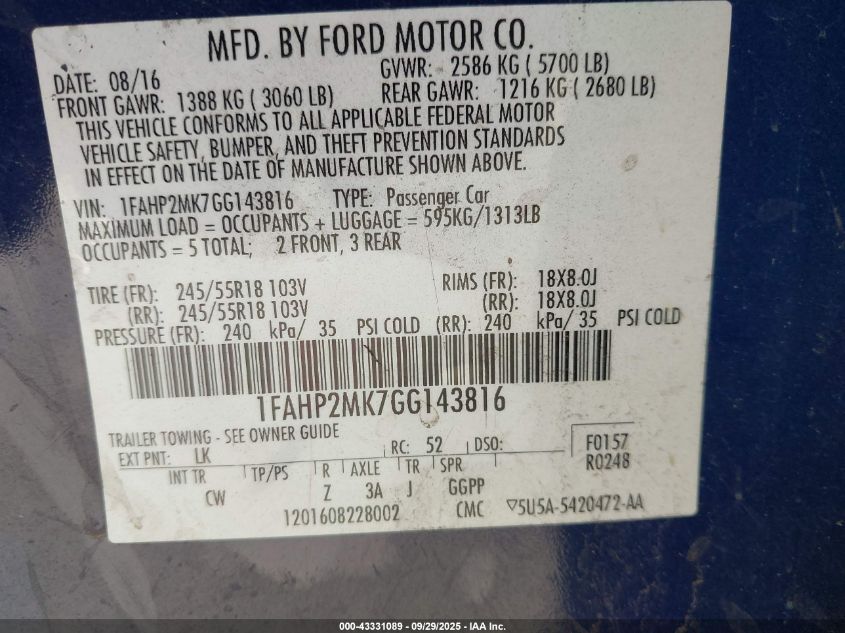 MFD. BY FORD MOTOR CO.
DATE: 08/16 GVWR: 2586 KG ( 5700 LB)
FRONT GAWR: 1388 KG ( 3060 LB) REAR GAWR: 1216 KG ( 2680 LB)
THIS VEHICLE CONFORMS TO ALL APPLICABLE FEDERAL MOTOR
VEHICLE SAFETY, BUMPER, AND THEFT PREVENTION STANDARDS
IN EFFECT ON THE DATE OF MANUFACTURE SHOWN ABOVE.
VIN: 1FAHP2MK7GG143816 TYPE: Passenger Car
MAXIMUM LOAD = OCCUPANTS + LUGGAGE = 595KG/1313LB
OCCUPANTS = 5 TOTAL; 2 FRONT, 3 REAR
TIRE (FR): 245/55R18 103V RIMS (FR): 18X8.0J
(RR): 245/55R18 103V (RR): 18X8.0J
PRESSURE (FR): 240 kPa/ 35 PSI COLD (RR): 240 kPa/ 35 PSI COLD
1FAHP2MK7GG143816
TRAILER TOWING - SEE OWNER GUIDE
EXT PNT: LK RC: 52 DSO: F0157
R0248
INT TR TP/PS R AXLE TR SPR
CW Z 3A J GGPP
1201608228002 CMC ▽5U5A-5420472-AA
000-43331089 - 09/29/2025 - IAA Inc.